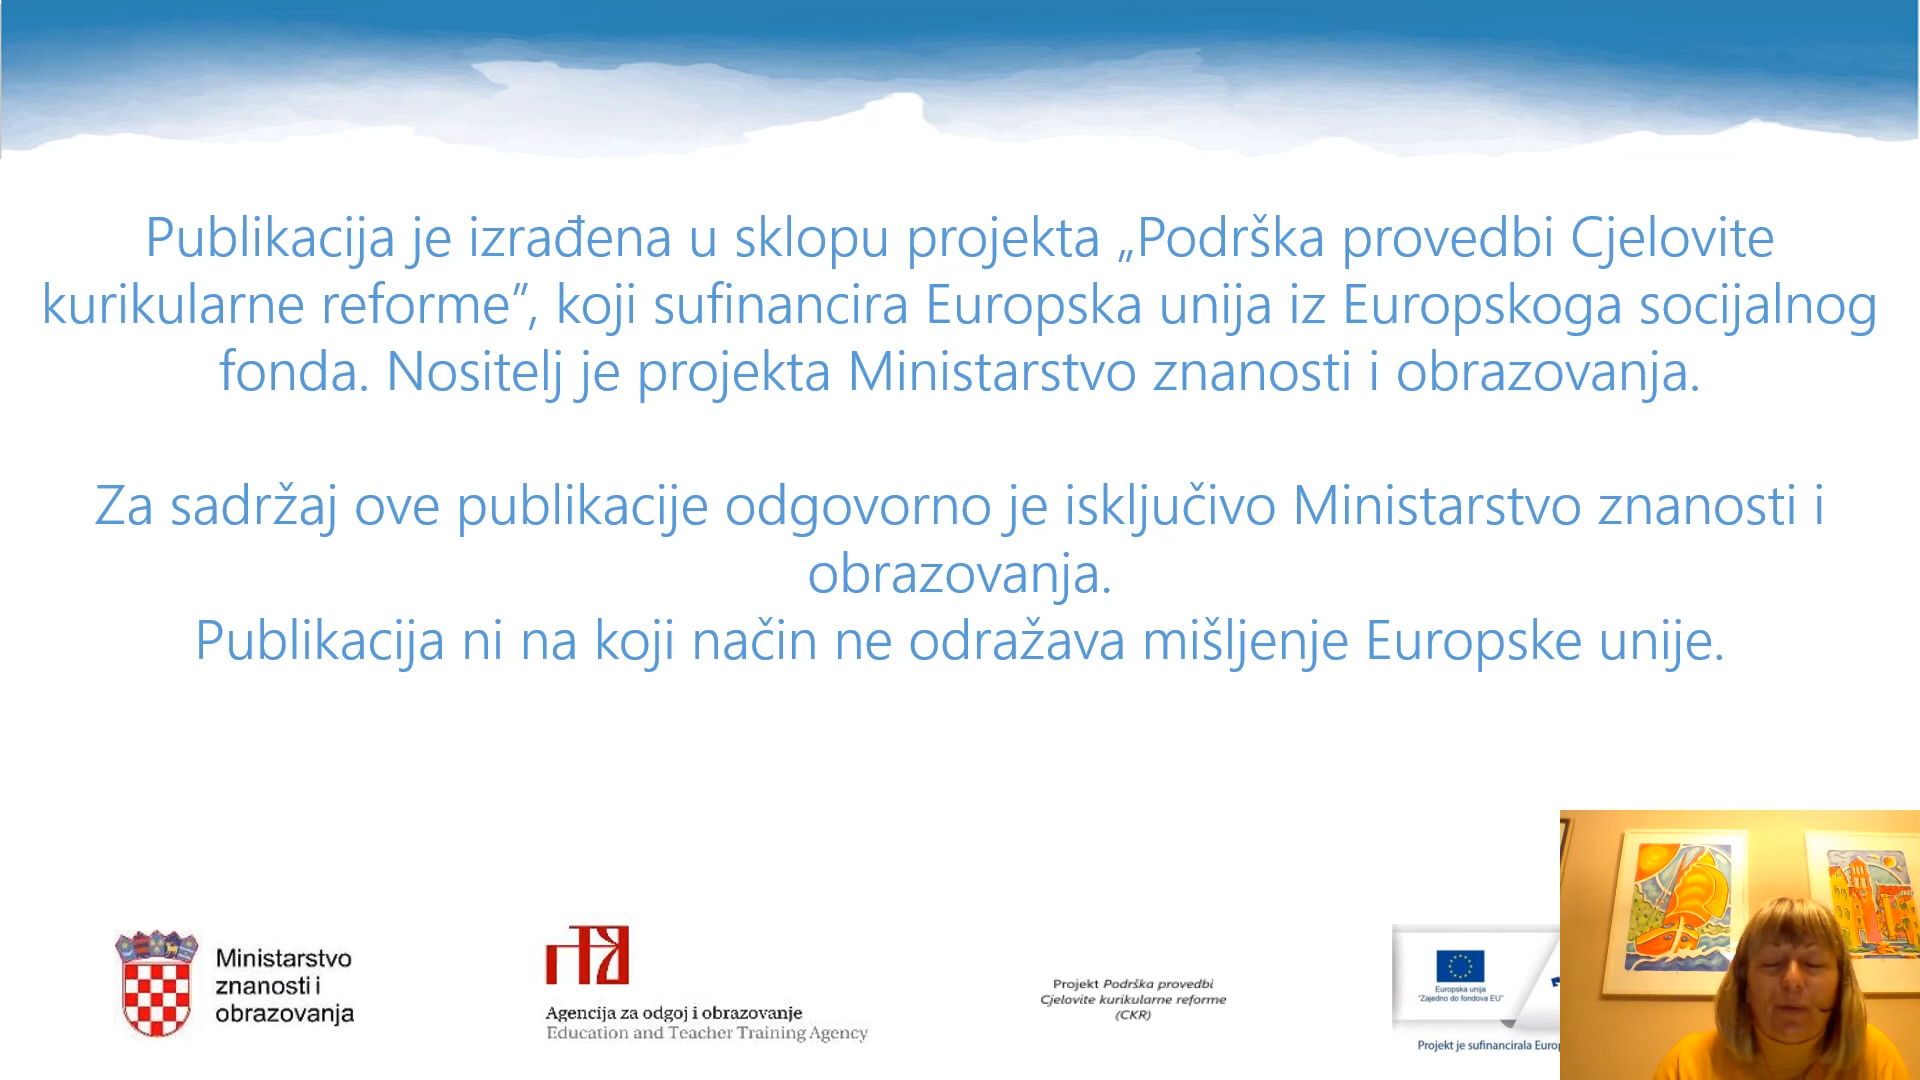 Publikacija je izrađena u sklopu projekta „Podrška provedbi Cjelovite
kurikularne reforme”, koji sufinancira Europska unija iz Europskoga socijalnog
fonda. Nositelj je projekta Ministarstvo znanosti i obrazovanja.
Za sadržaj ove publikacije odgovorno je isključivo Ministarstvo znanosti i
obrazovanja.
Publikacija ni na koji način ne odražava mišljenje Europske unije.
Ministarstvo
znanosti i
obrazovanja
Agencija za odgoj i obrazovanje
Education and Teacher Training Agency
Projekt Podrška provedbi
Cjelovite kurikularne reforme
(CKR)
Europska unija
"Zajedno do fondova EU"
Projekt je sufinancirala